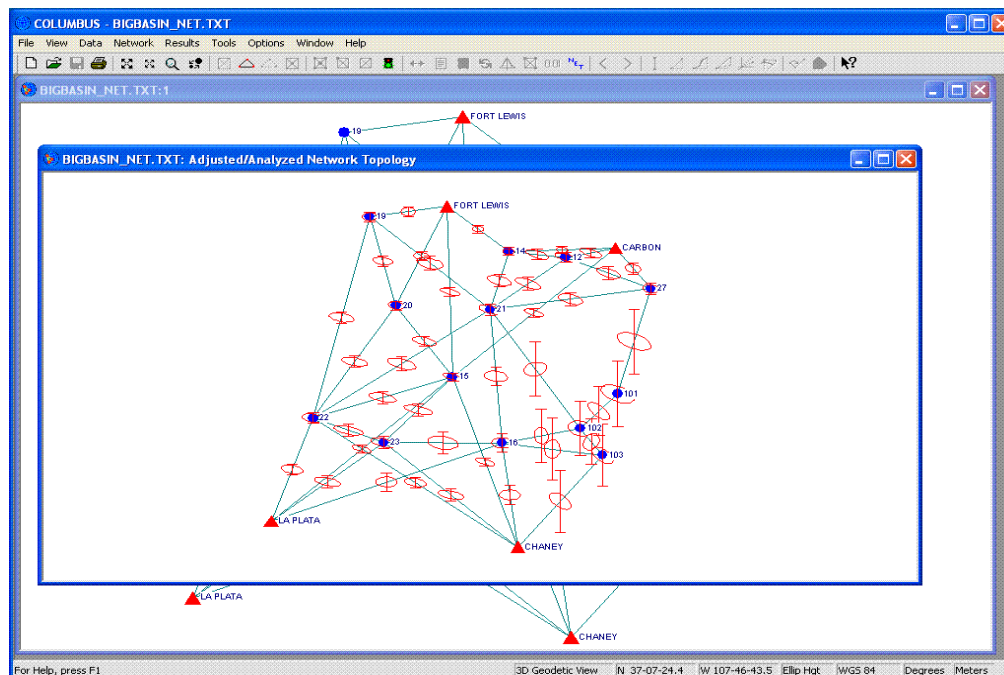 COLUMBUS - BIGBASIN_NET.TXT
File View Data Network Results Tools Options Window Help
0.01 NET
BIGBASIN_NET.TXT:1
FORT LEWIS
19
BIGBASIN_NET.TXT: Adjusted/Analyzed Network Topology
FORT LEWIS
19
14
CARBON
12
27
20
21
15
101
22
102
23
16
103
LA PLATA
CHANEY
LA PLATA
CHANEY
For Help, press F1
3D Geodetic View N 37-07-24.4 W 107-46-43.5 Ellip Hgt WGS 84 Degrees Meters